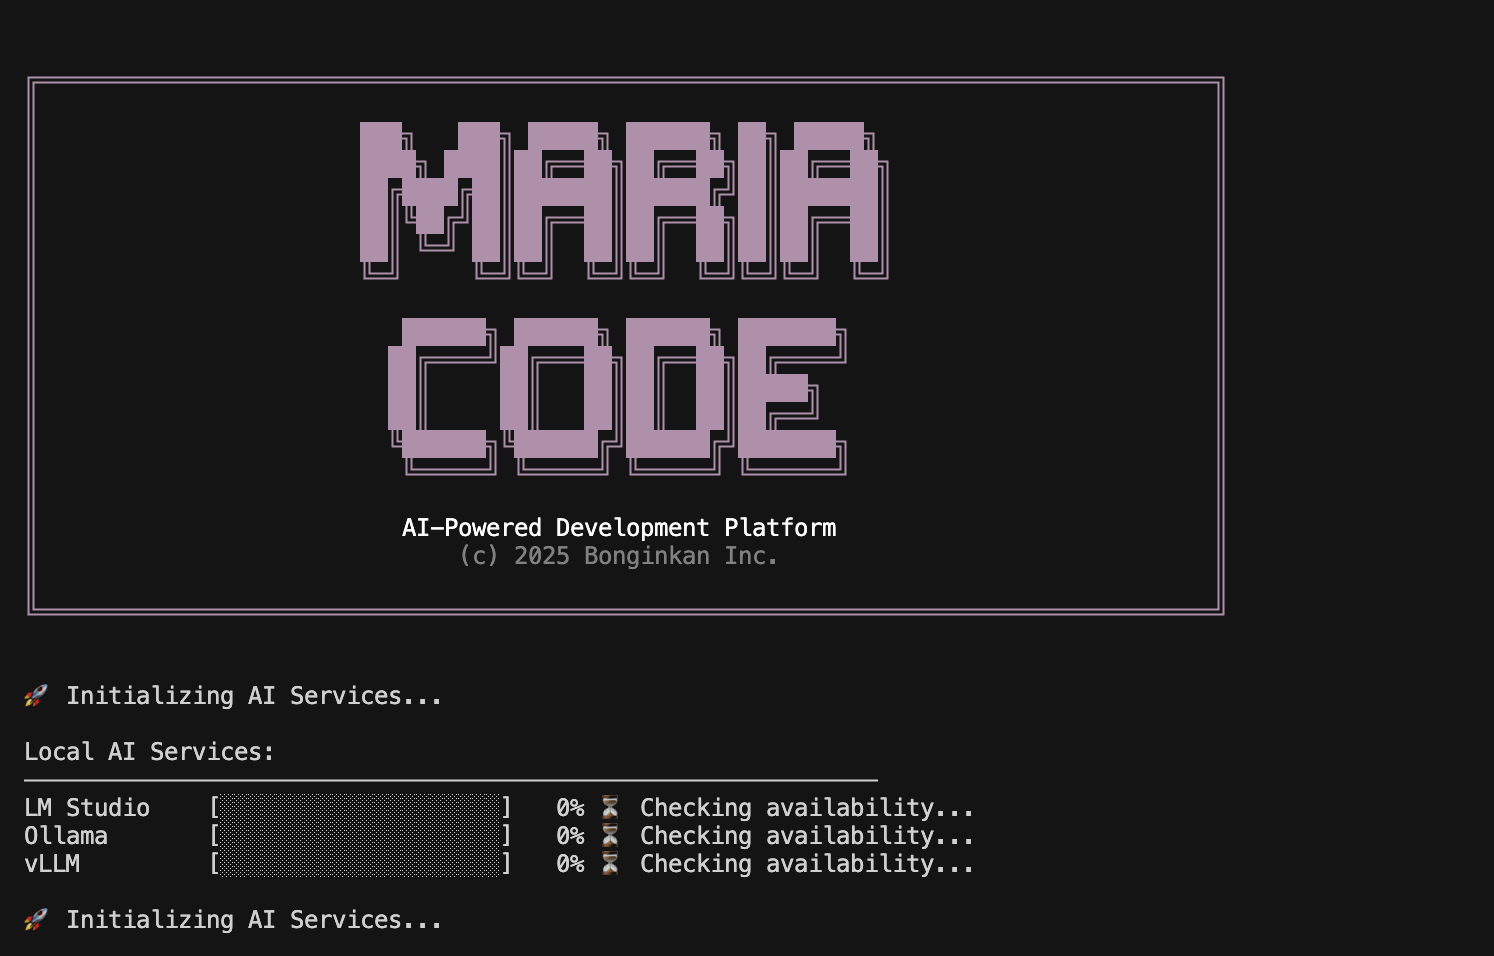 MARIA
CODE
AI-Powered Development Platform
(c) 2025 Bonginkan Inc.
🚀 Initializing AI Services...
Local AI Services:
LM Studio [░░░░░░░░░░░░░░░░░░░░] 0% ⏳ Checking availability...
Ollama [░░░░░░░░░░░░░░░░░░░░] 0% ⏳ Checking availability...
vLLM [░░░░░░░░░░░░░░░░░░░░] 0% ⏳ Checking availability...
🚀 Initializing AI Services...